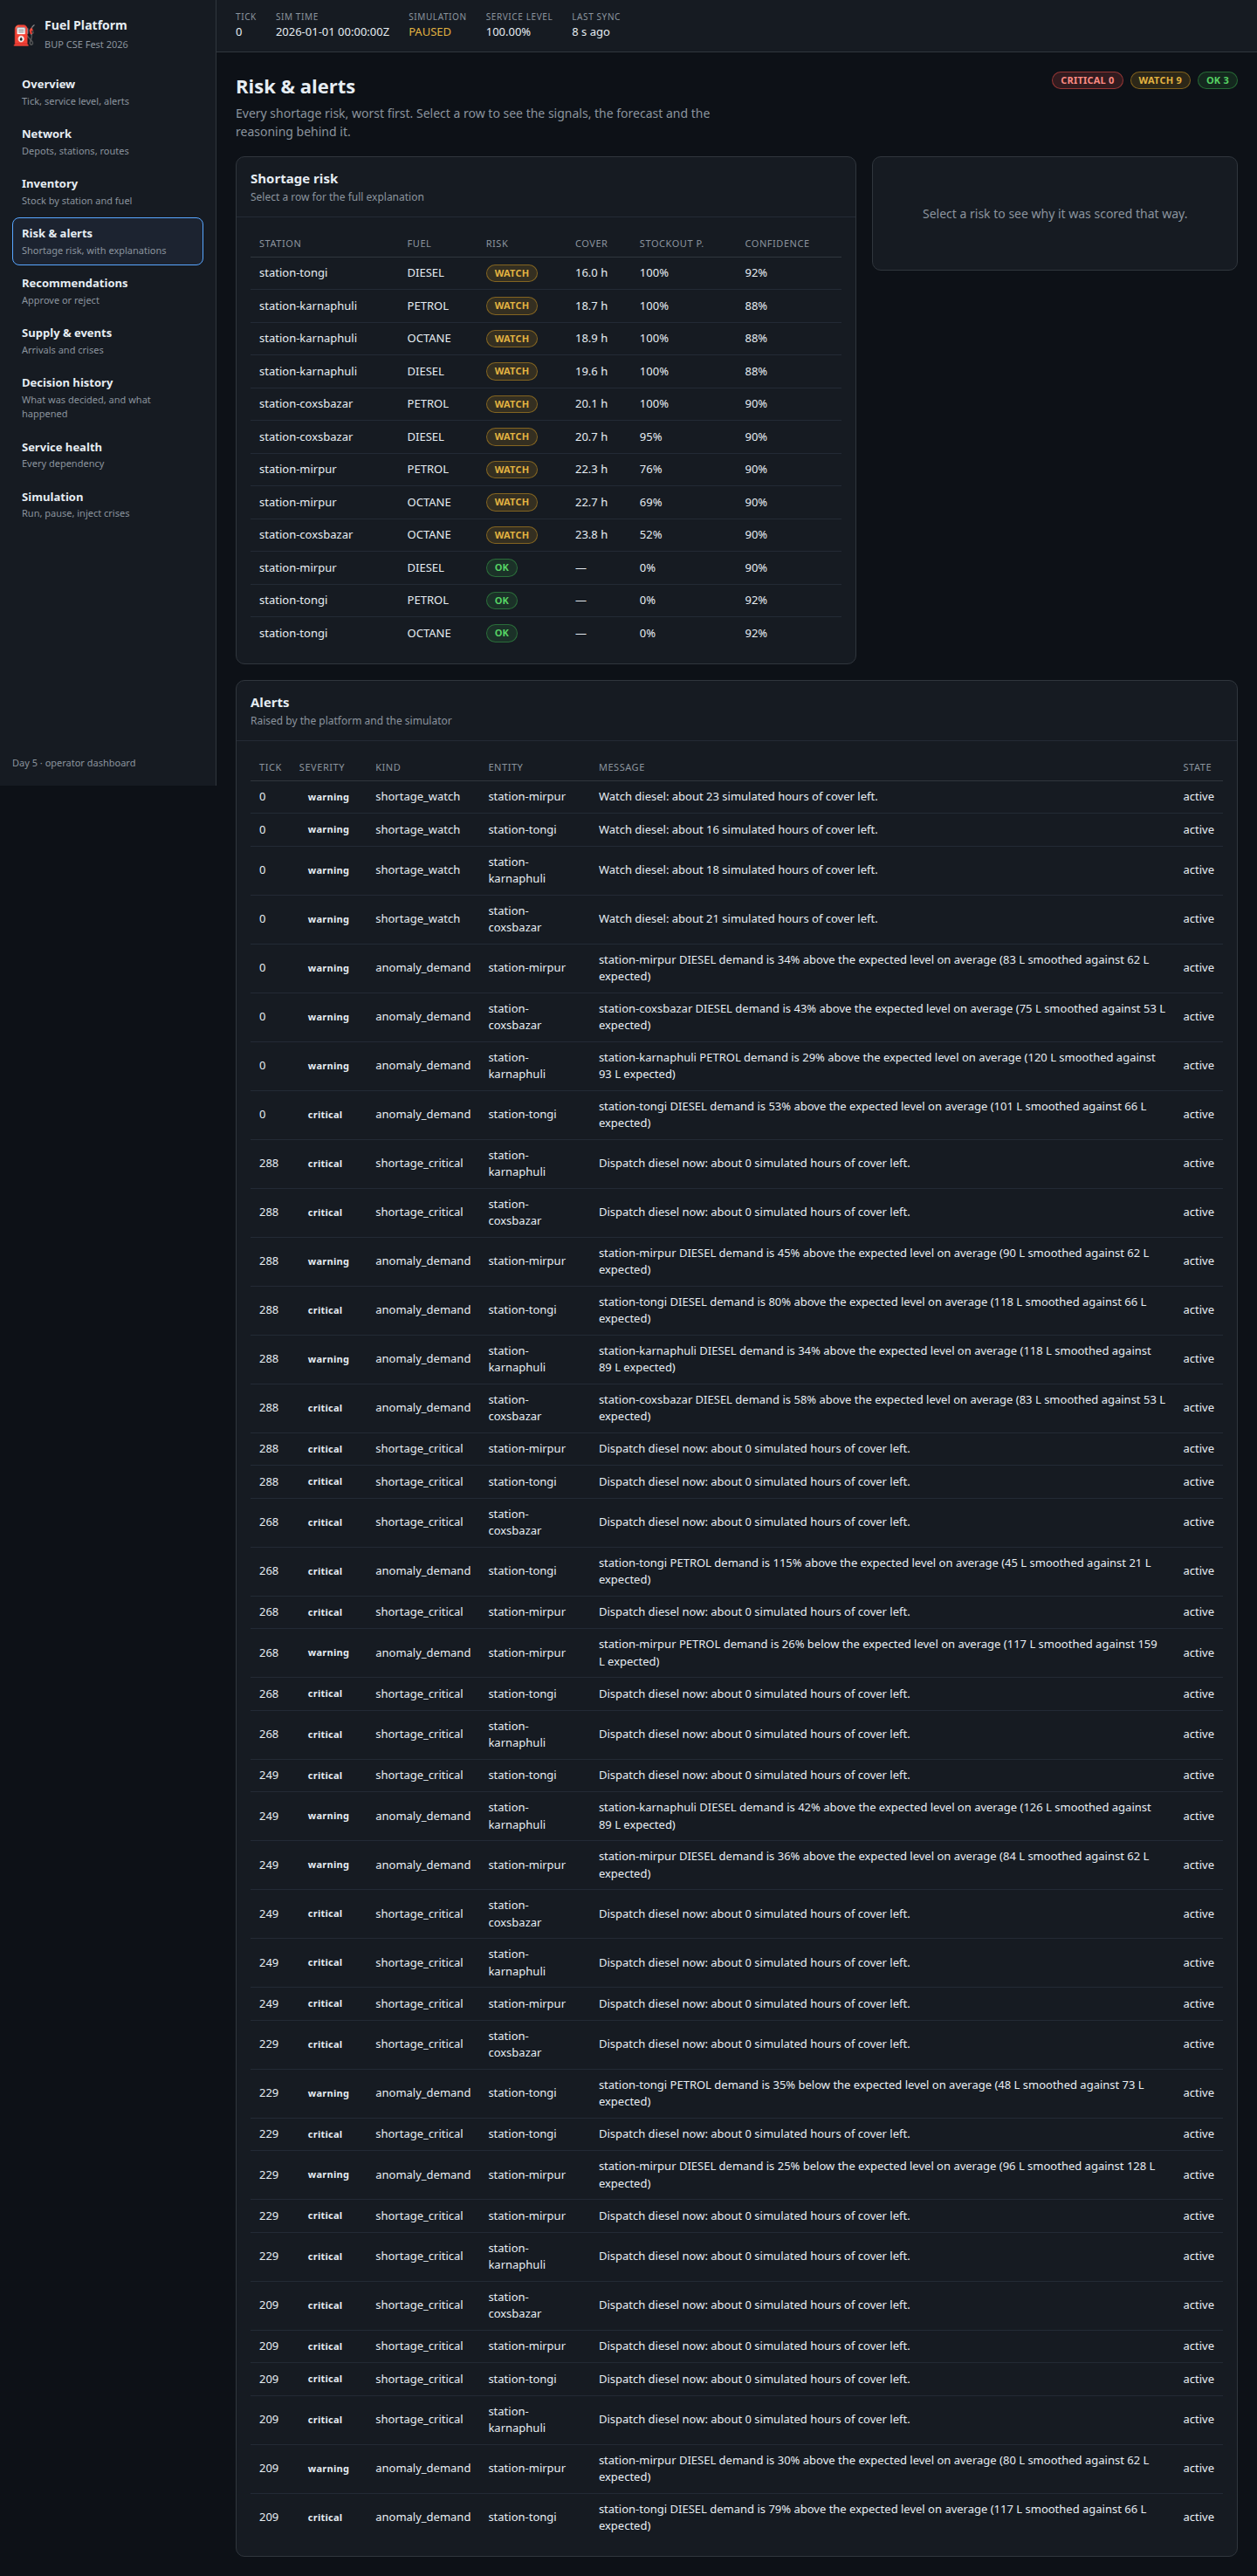 Fuel Platform
BUP CSE Fest 2026
Overview
Tick, service level, alerts
Network
Depots, stations, routes
Inventory
Stock by station and fuel
Risk & alerts
Shortage risk, with explanations
Recommendations
Approve or reject
Supply & events
Arrivals and crises
Decision history
What was decided, and what
happened
Service health
Every dependency
Simulation
Run, pause, inject crises
Day 5 · operator dashboard
TICK SIM TIME SIMULATION SERVICE LEVEL LAST SYNC
0 2026-01-01 00:00:00Z PAUSED 100.00% 8 s ago
Risk & alerts
CRITICAL 0 WATCH 9 OK 3
Every shortage risk, worst first. Select a row to see the signals, the forecast and the
reasoning behind it.
Shortage risk
Select a row for the full explanation
STATION FUEL RISK COVER STOCKOUT P. CONFIDENCE
station-tongi DIESEL WATCH 16.0 h 100% 92%
station-karnaphuli PETROL WATCH 18.7 h 100% 88%
station-karnaphuli OCTANE WATCH 18.9 h 100% 88%
station-karnaphuli DIESEL WATCH 19.6 h 100% 88%
station-coxsbazar PETROL WATCH 20.1 h 100% 90%
station-coxsbazar DIESEL WATCH 20.7 h 95% 90%
station-mirpur PETROL WATCH 22.3 h 76% 90%
station-mirpur OCTANE WATCH 22.7 h 69% 90%
station-coxsbazar OCTANE WATCH 23.8 h 52% 90%
station-mirpur DIESEL OK — 0% 90%
station-tongi PETROL OK — 0% 92%
station-tongi OCTANE OK — 0% 92%
Select a risk to see why it was scored that way.
Alerts
Raised by the platform and the simulator
TICK SEVERITY KIND ENTITY MESSAGE STATE
0 warning shortage_watch station-mirpur Watch diesel: about 23 simulated hours of cover left. active
0 warning shortage_watch station-tongi Watch diesel: about 16 simulated hours of cover left. active
0 warning shortage_watch station-
karnaphuli Watch diesel: about 18 simulated hours of cover left. active
0 warning shortage_watch station-
coxsbazar Watch diesel: about 21 simulated hours of cover left. active
0 warning anomaly_demand station-mirpur station-mirpur DIESEL demand is 34% above the expected level on average (83 L smoothed against 62 L
expected) active
0 warning anomaly_demand station-
coxsbazar station-coxsbazar DIESEL demand is 43% above the expected level on average (75 L smoothed against 53 L
expected) active
0 warning anomaly_demand station-
karnaphuli station-karnaphuli PETROL demand is 29% above the expected level on average (120 L smoothed against
93 L expected) active
0 critical anomaly_demand station-tongi station-tongi DIESEL demand is 53% above the expected level on average (101 L smoothed against 66 L
expected) active
288 critical shortage_critical station-
karnaphuli Dispatch diesel now: about 0 simulated hours of cover left. active
288 critical shortage_critical station-
coxsbazar Dispatch diesel now: about 0 simulated hours of cover left. active
288 warning anomaly_demand station-mirpur station-mirpur DIESEL demand is 45% above the expected level on average (90 L smoothed against 62 L
expected) active
288 critical anomaly_demand station-tongi station-tongi DIESEL demand is 80% above the expected level on average (118 L smoothed against 66 L
expected) active
288 warning anomaly_demand station-
karnaphuli station-karnaphuli DIESEL demand is 34% above the expected level on average (118 L smoothed against
89 L expected) active
288 critical anomaly_demand station-
coxsbazar station-coxsbazar DIESEL demand is 58% above the expected level on average (83 L smoothed against 53 L
expected) active
288 critical shortage_critical station-mirpur Dispatch diesel now: about 0 simulated hours of cover left. active
288 critical shortage_critical station-tongi Dispatch diesel now: about 0 simulated hours of cover left. active
268 critical shortage_critical station-
coxsbazar Dispatch diesel now: about 0 simulated hours of cover left. active
268 critical anomaly_demand station-tongi station-tongi PETROL demand is 115% above the expected level on average (45 L smoothed against 21 L
expected) active
268 critical shortage_critical station-mirpur Dispatch diesel now: about 0 simulated hours of cover left. active
268 warning anomaly_demand station-mirpur station-mirpur PETROL demand is 26% below the expected level on average (117 L smoothed against 159
L expected) active
268 critical shortage_critical station-tongi Dispatch diesel now: about 0 simulated hours of cover left. active
268 critical shortage_critical station-
karnaphuli Dispatch diesel now: about 0 simulated hours of cover left. active
249 critical shortage_critical station-tongi Dispatch diesel now: about 0 simulated hours of cover left. active
249 warning anomaly_demand station-
karnaphuli station-karnaphuli DIESEL demand is 42% above the expected level on average (126 L smoothed against
89 L expected) active
249 warning anomaly_demand station-mirpur station-mirpur DIESEL demand is 36% above the expected level on average (84 L smoothed against 62 L
expected) active
249 critical shortage_critical station-
coxsbazar Dispatch diesel now: about 0 simulated hours of cover left. active
249 critical shortage_critical station-
karnaphuli Dispatch diesel now: about 0 simulated hours of cover left. active
249 critical shortage_critical station-mirpur Dispatch diesel now: about 0 simulated hours of cover left. active
229 critical shortage_critical station-
coxsbazar Dispatch diesel now: about 0 simulated hours of cover left. active
229 warning anomaly_demand station-tongi station-tongi PETROL demand is 35% below the expected level on average (48 L smoothed against 73 L
expected) active
229 critical shortage_critical station-tongi Dispatch diesel now: about 0 simulated hours of cover left. active
229 warning anomaly_demand station-mirpur station-mirpur DIESEL demand is 25% below the expected level on average (96 L smoothed against 128 L
expected) active
229 critical shortage_critical station-mirpur Dispatch diesel now: about 0 simulated hours of cover left. active
229 critical shortage_critical station-
karnaphuli Dispatch diesel now: about 0 simulated hours of cover left. active
209 critical shortage_critical station-
coxsbazar Dispatch diesel now: about 0 simulated hours of cover left. active
209 critical shortage_critical station-mirpur Dispatch diesel now: about 0 simulated hours of cover left. active
209 critical shortage_critical station-tongi Dispatch diesel now: about 0 simulated hours of cover left. active
209 critical shortage_critical station-
karnaphuli Dispatch diesel now: about 0 simulated hours of cover left. active
209 warning anomaly_demand station-mirpur station-mirpur DIESEL demand is 30% above the expected level on average (80 L smoothed against 62 L
expected) active
209 critical anomaly_demand station-tongi station-tongi DIESEL demand is 79% above the expected level on average (117 L smoothed against 66 L
expected) active